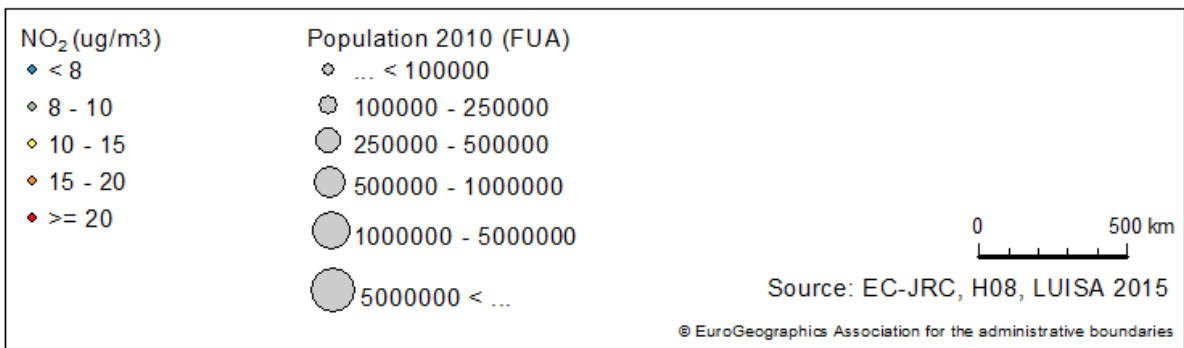 NO₂ (ug/m3)
< 8
8 - 10
10 - 15
15 - 20
>= 20
Population 2010 (FUA)
... < 100000
100000 - 250000
250000 - 500000
500000 - 1000000
1000000 - 5000000
5000000 < ...
0 500 km
Source: EC-JRC, H08, LUISA 2015
© EuroGeographics Association for the administrative boundaries